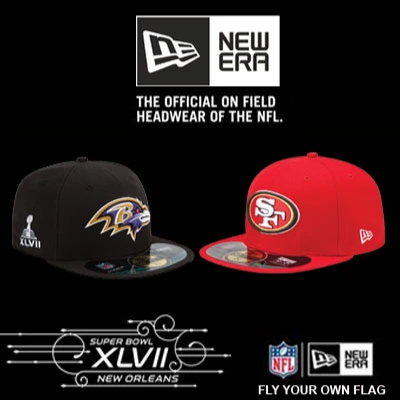 NEW
ERA
THE OFFICIAL ON FIELD
HEADWEAR OF THE NFL.
B
XLVII
SF
SUPER BOWL
XLVII
NEW ORLEANS
NFL
NEW
ERA
FLY YOUR OWN FLAG